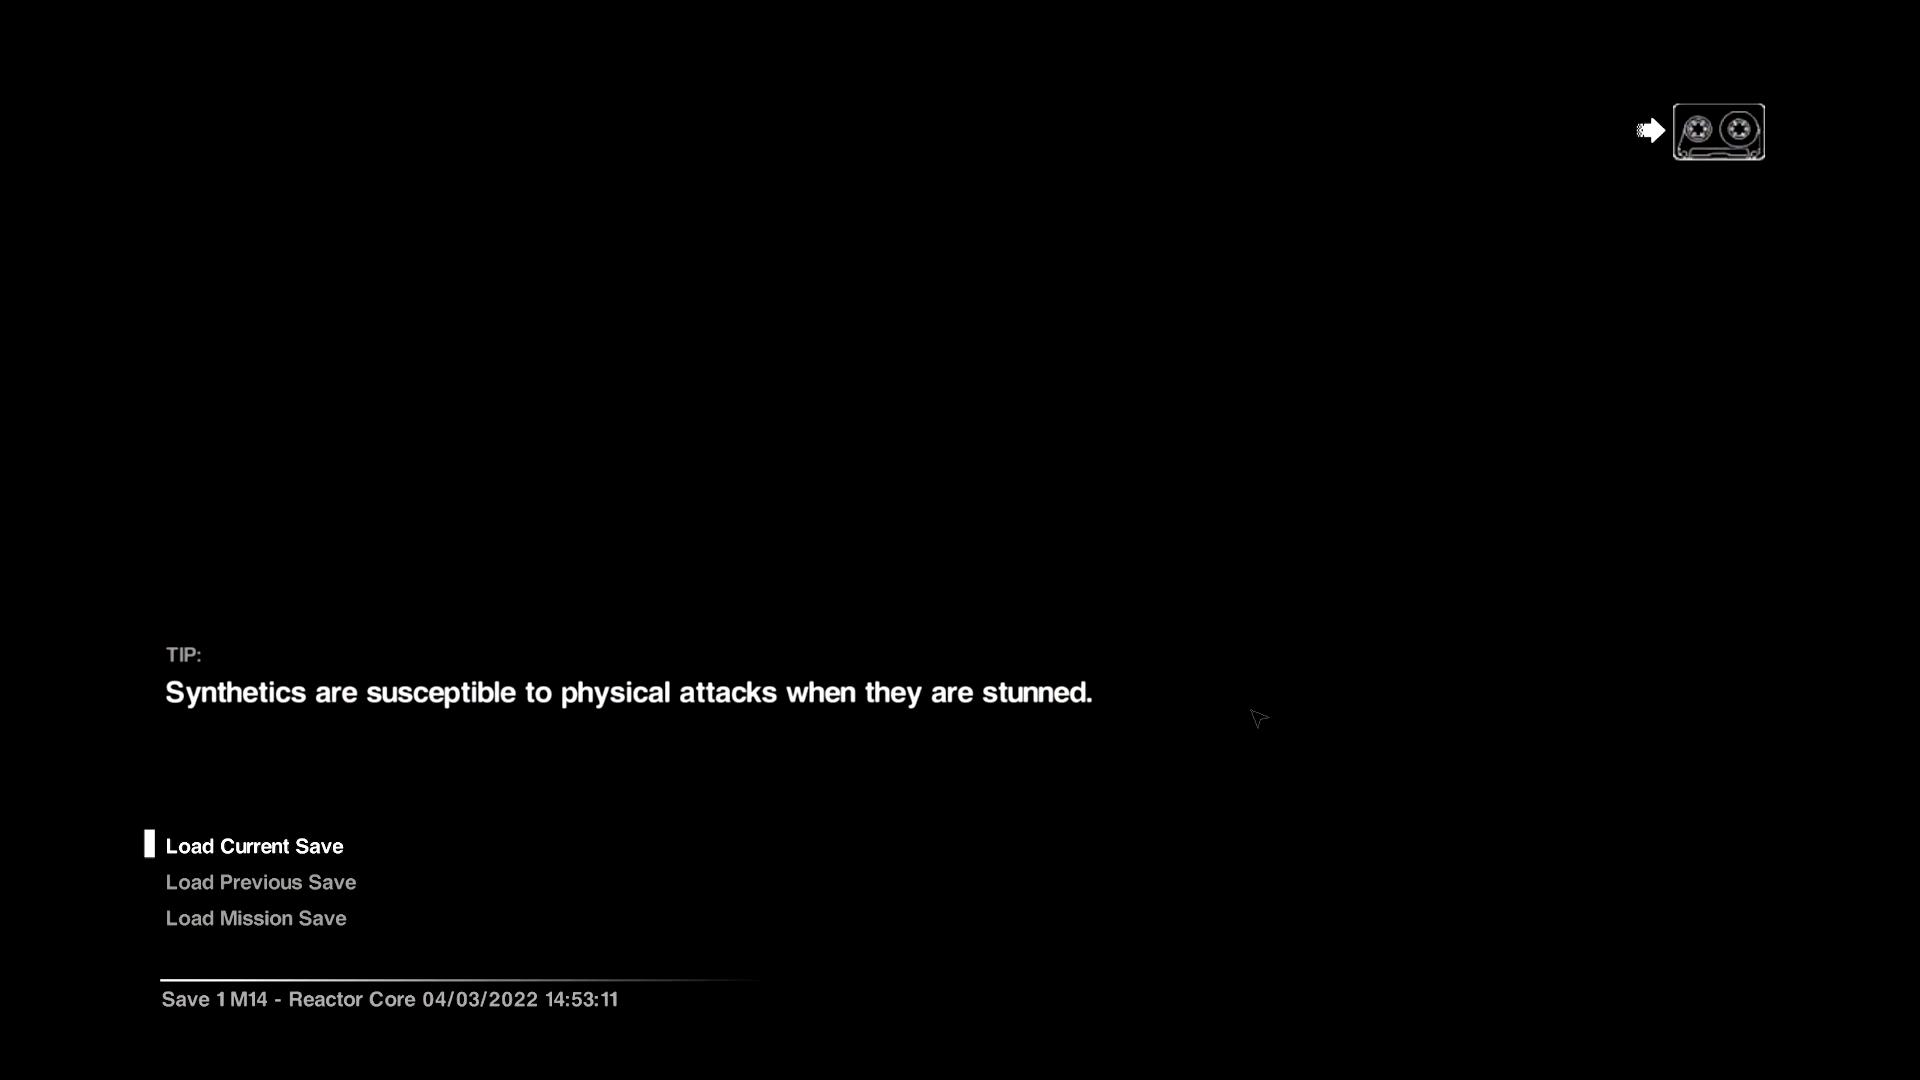 TIP:
Synthetics are susceptible to physical attacks when they are stunned.
Load Current Save
Load Previous Save
Load Mission Save
Save 1 M14 - Reactor Core 04/03/2022 14:53:11